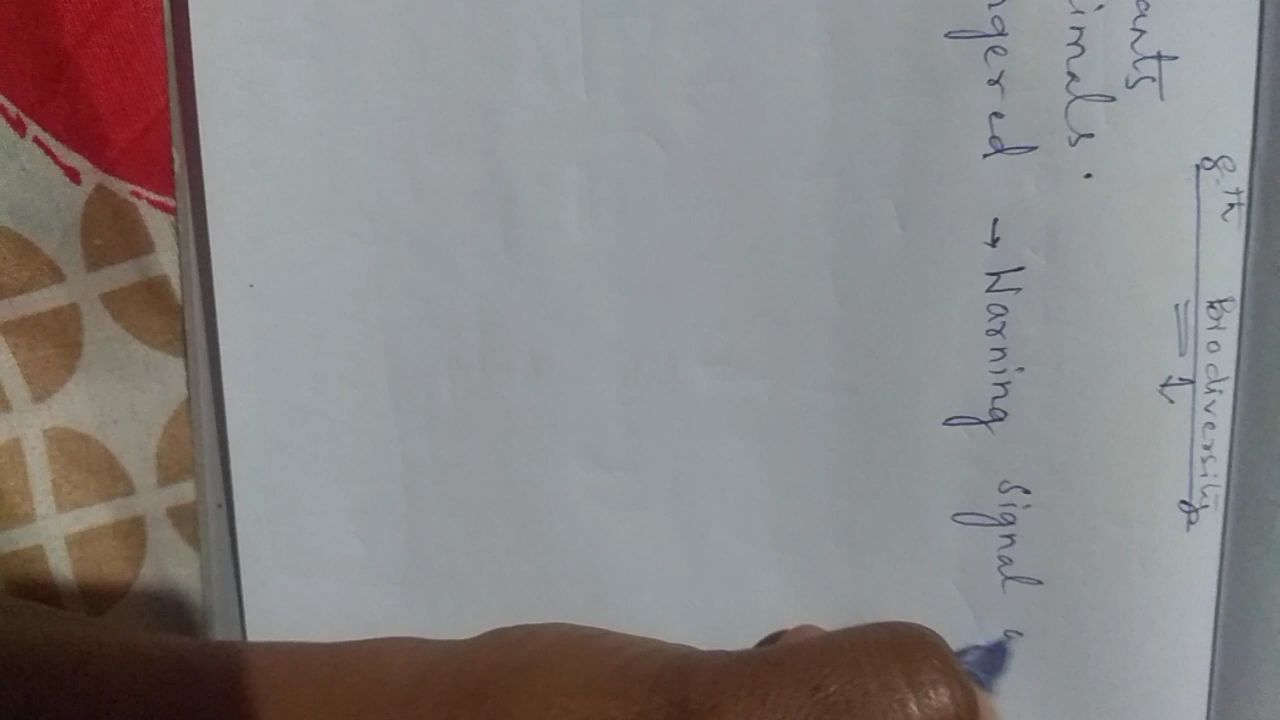 8th Biodiversity
ants
imals.
ngered → Warning signal